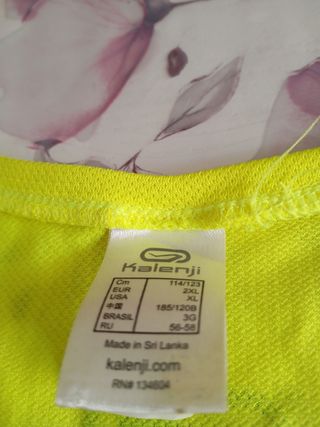 Kalenji
Cm 114/123
EUR 2XL
USA XL
中国 185/120B
BRASIL 3G
RU 56-58
Made in Sri Lanka
kalenji.com
RN# 134604